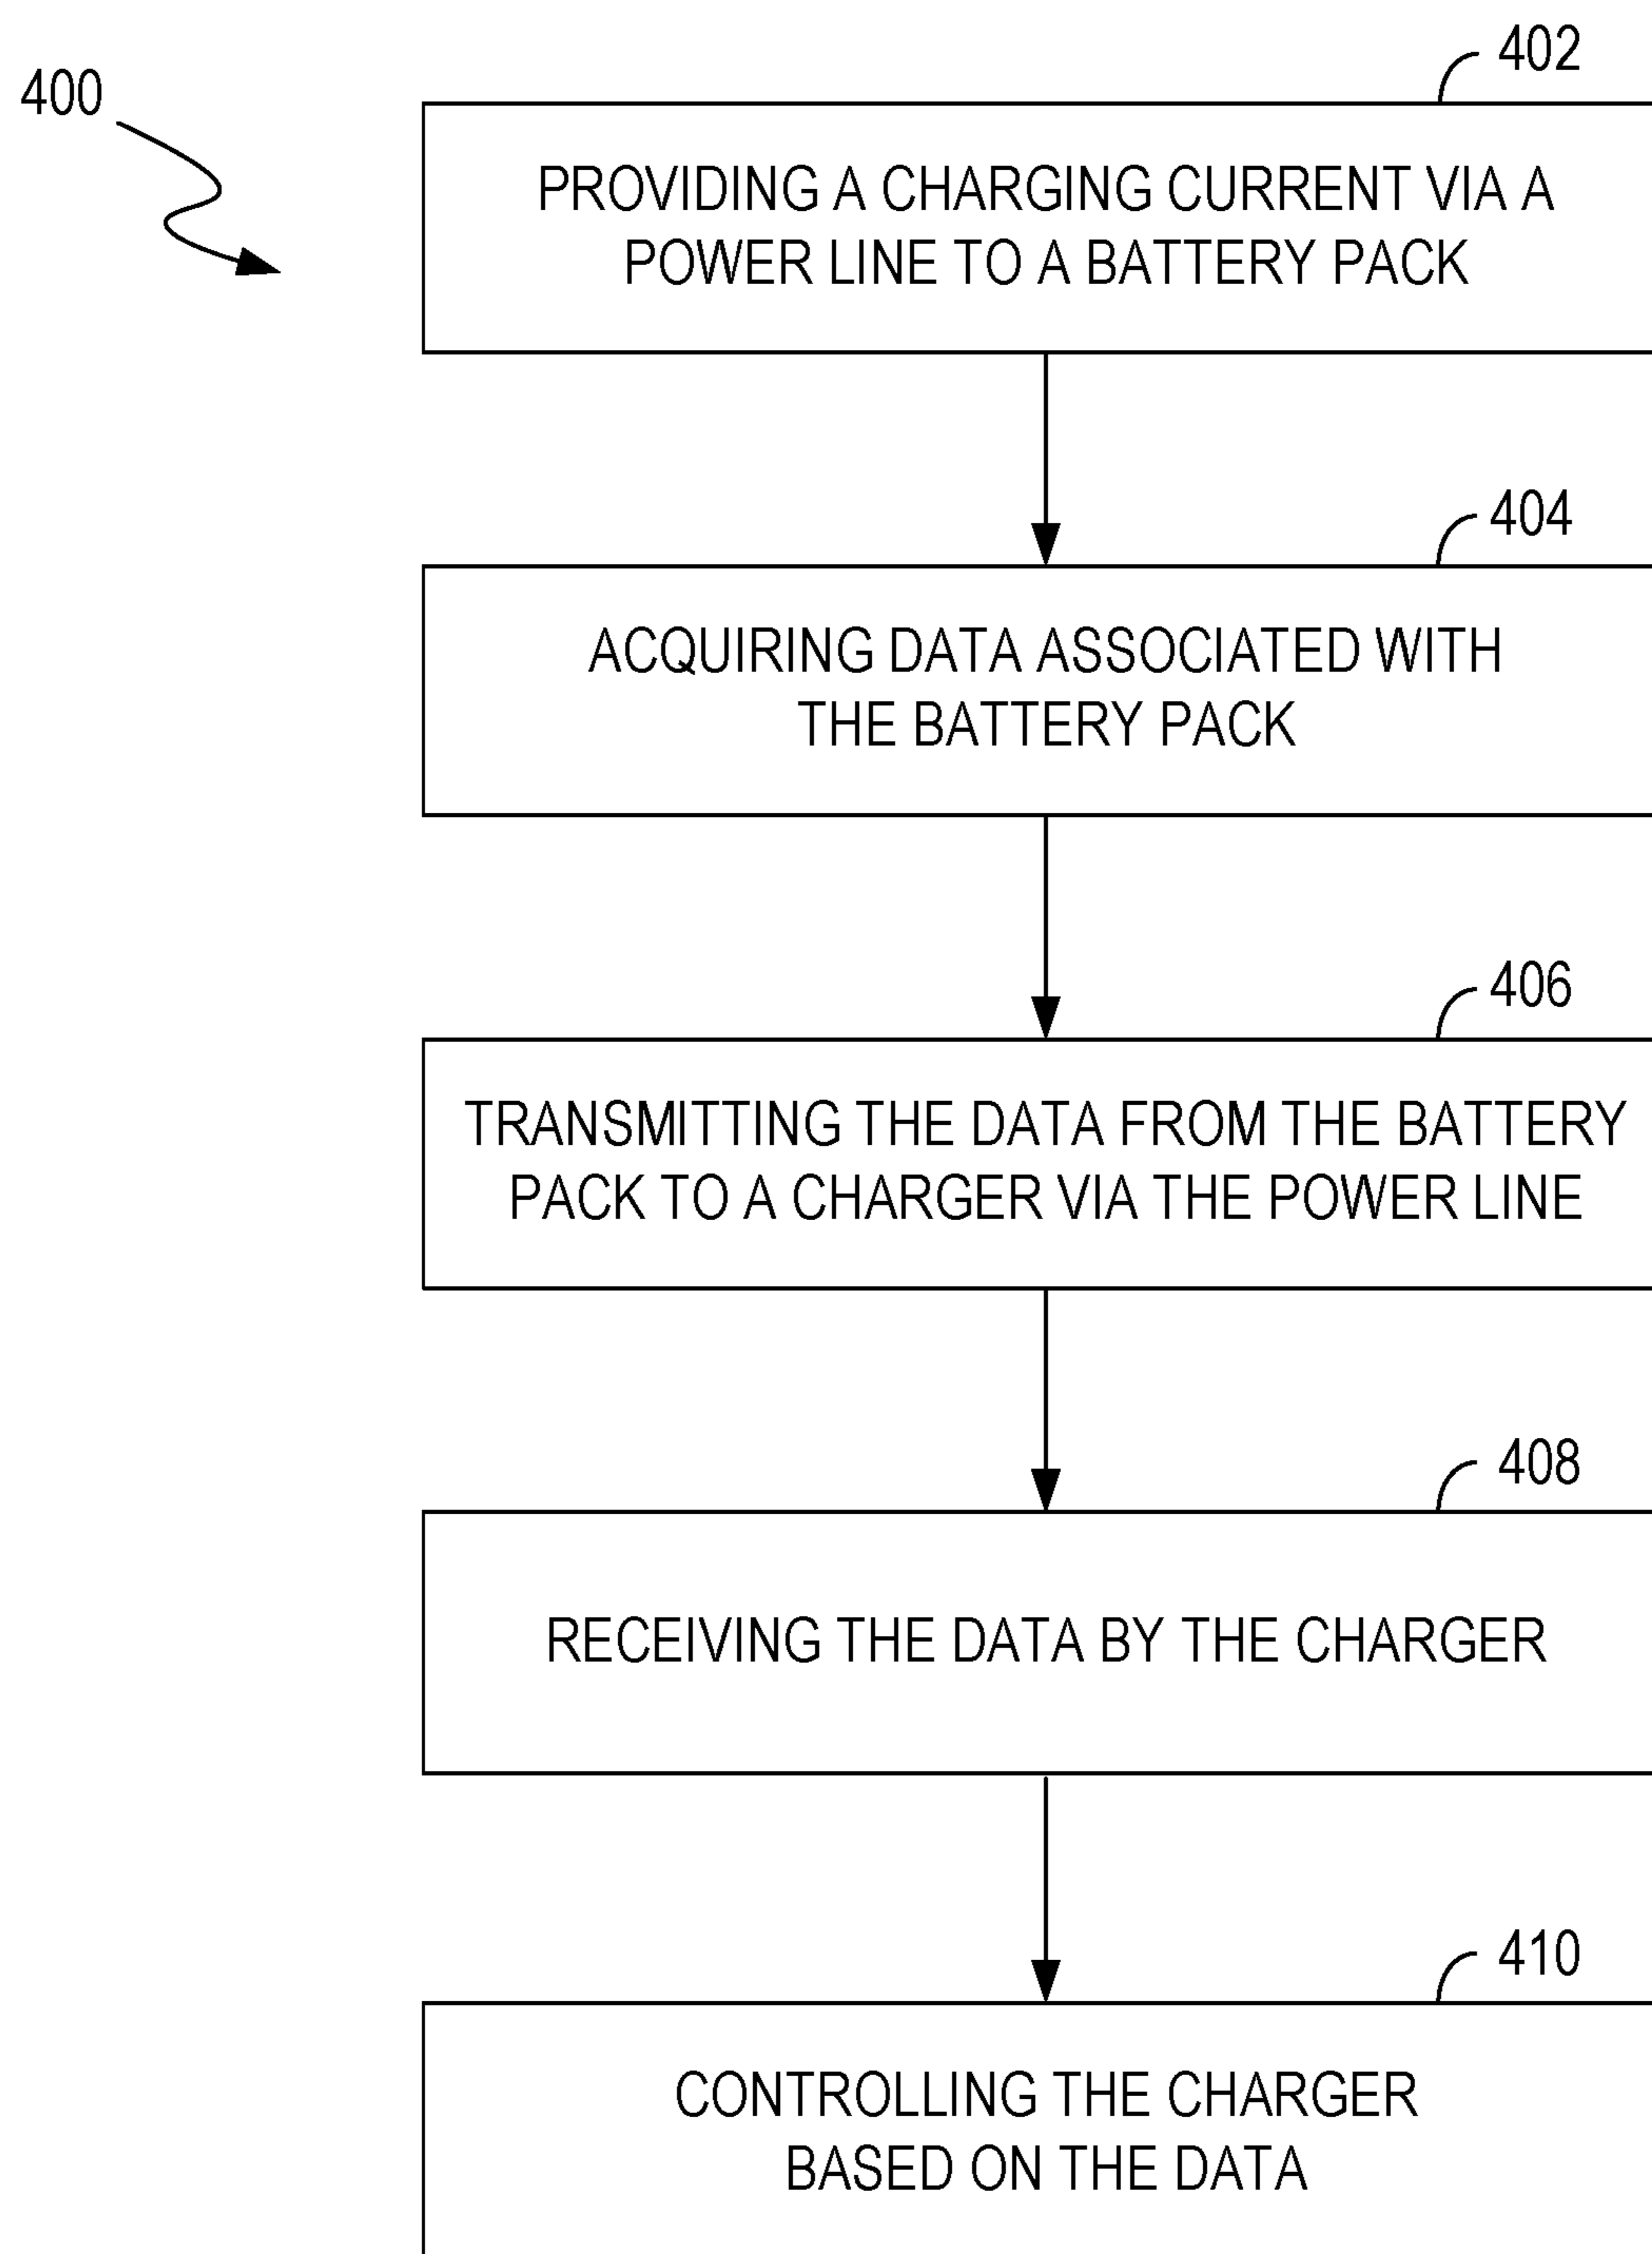 400
402
PROVIDING A CHARGING CURRENT VIA A
POWER LINE TO A BATTERY PACK
404
ACQUIRING DATA ASSOCIATED WITH
THE BATTERY PACK
406
TRANSMITTING THE DATA FROM THE BATTERY
PACK TO A CHARGER VIA THE POWER LINE
408
RECEIVING THE DATA BY THE CHARGER
410
CONTROLLING THE CHARGER
BASED ON THE DATA